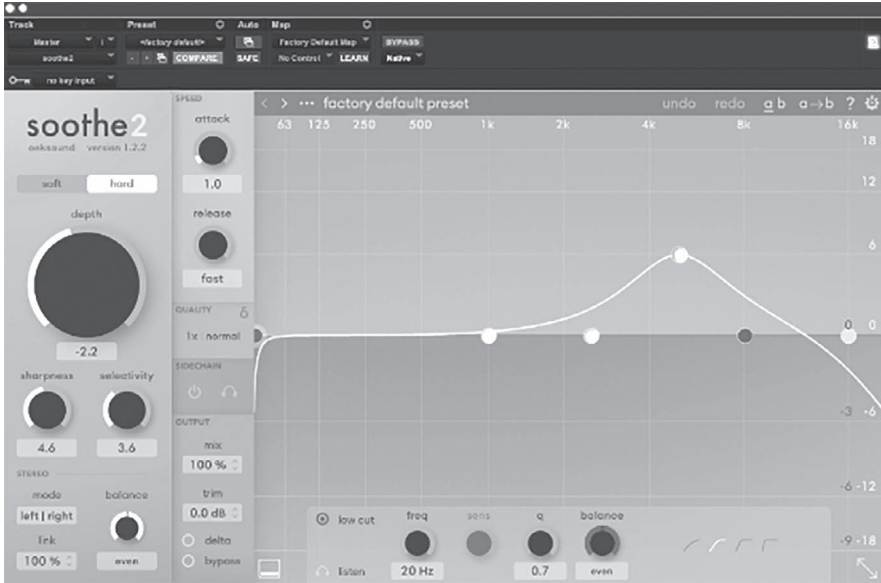 Track Preset Auto Map
Master i <factory default> Factory Default Map BYPASS
soothe2 - + COMPARE SAFE No Control LEARN Native
no key input
soothe2
oeksound version 1.2.2
soft hard
depth
-2.2
sharpness selectivity
4.6 3.6
STEREO
mode balance
left | right
link
100 % even
SPEED
attack
1.0
release
fast
QUALITY δ
1x normal
SIDECHAIN
OUTPUT
mix
100 %
trim
0.0 dB
delta
bypass
< > ••• factory default preset undo redo a b a→b ?
63 125 250 500 1k 2k 4k 8k 16k
18
12
6
0 0
-3 -6
-6 -12
-9 -18
low cut freq sens q balance
listen 20 Hz 0.7 even